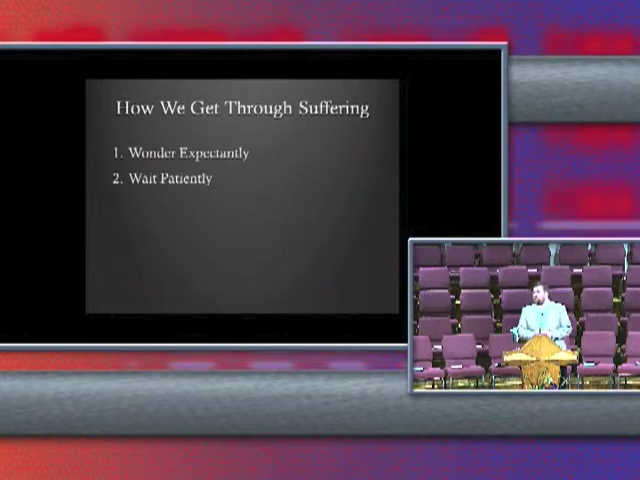 How We Get Through Suffering
1. Wonder Expectantly
2. Wait Patiently